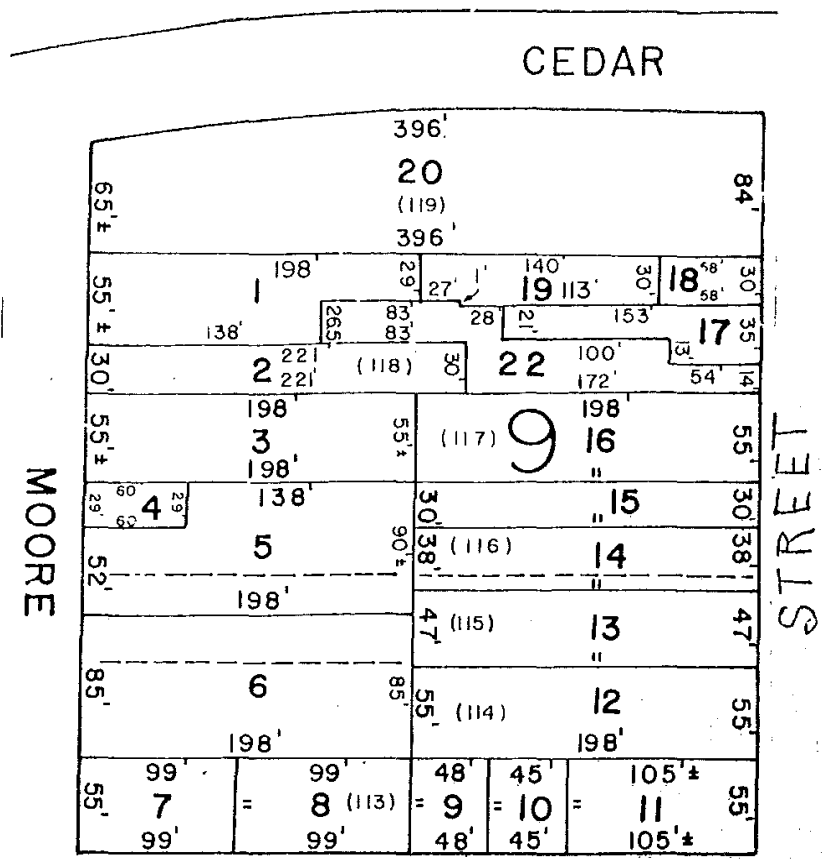 CEDAR
396'
20
65'± 84'
(119)
396'
198' 29' 1' 140' 30' 18 58' 30'
1 27' 19 113' 58'
55'± 26.5 83' 28' 21' 153' 17 35'
138' 83' 13'
30' 2 221' (118) 30' 22 100'
221' 172' 54' 14'
198' 198'
55'± 3 55'± (117) 9 16 55'
198' "
29' 60' 4 29' 138' 30' 15 30'
60' "
5 90'± 38' (116) 14 38'
52' "
198'
47' (115) 13 47'
"
85' 6 85' 55' (114) 12 55'
198' 198'
99' 99' 48' 45' 105'±
55' 7 = 8 (113) = 9 = 10 = 11 55'
99' 99' 48' 45' 105'±
MOORE
STREET